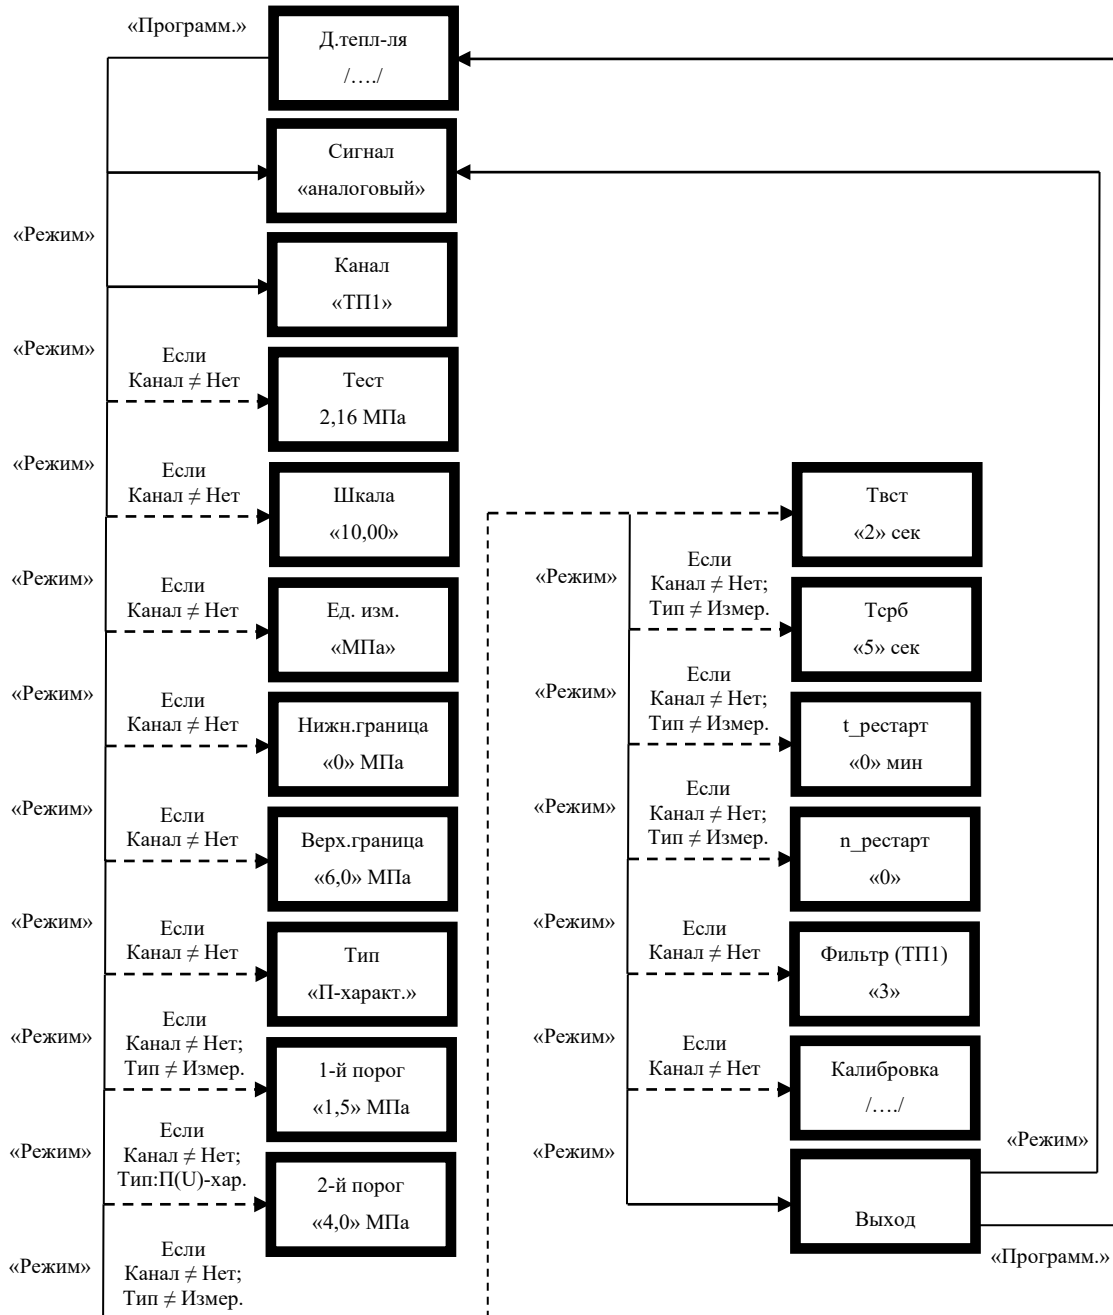 «Программ.»
Д.тепл-ля
/…./
Сигнал
«аналоговый»
«Режим»
Канал
«ТП1»
«Режим»
Если
Канал ≠ Нет
Тест
2,16 МПа
«Режим»
Если
Канал ≠ Нет
Шкала
«10,00»
«Режим»
Если
Канал ≠ Нет
Ед. изм.
«МПа»
«Режим»
Если
Канал ≠ Нет
Нижн.граница
«0» МПа
«Режим»
Если
Канал ≠ Нет
Верх.граница
«6,0» МПа
«Режим»
Если
Канал ≠ Нет
Тип
«П-характ.»
«Режим»
Если
Канал ≠ Нет;
Тип ≠ Измер.
1-й порог
«1,5» МПа
«Режим»
Если
Канал ≠ Нет;
Тип:П(U)-хар.
2-й порог
«4,0» МПа
«Режим»
Если
Канал ≠ Нет;
Тип ≠ Измер.
Твст
«2» сек
«Режим»
Если
Канал ≠ Нет;
Тип ≠ Измер.
Тсрб
«5» сек
«Режим»
Если
Канал ≠ Нет;
Тип ≠ Измер.
t_рестарт
«0» мин
«Режим»
Если
Канал ≠ Нет;
Тип ≠ Измер.
n_рестарт
«0»
«Режим»
Если
Канал ≠ Нет
Фильтр (ТП1)
«3»
«Режим»
Если
Канал ≠ Нет
Калибровка
/…./
«Режим»
Выход
«Режим»
«Программ.»